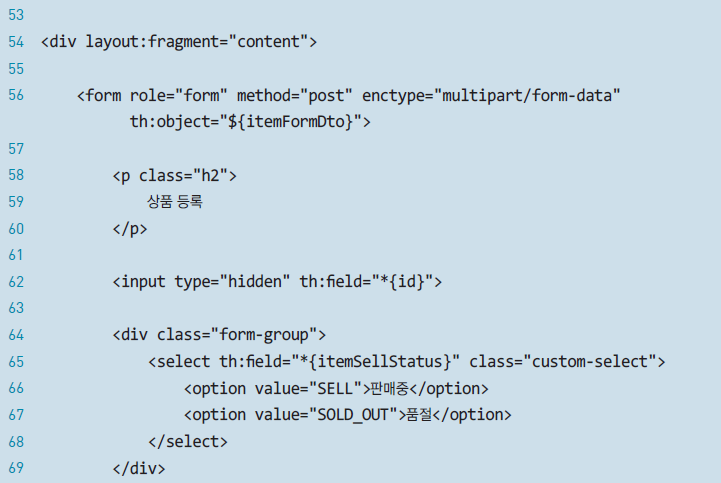 53
54 <div layout:fragment="content">
55
56     <form role="form" method="post" enctype="multipart/form-data"
          th:object="${itemFormDto}">
57
58         <p class="h2">
59             상품 등록
60         </p>
61
62         <input type="hidden" th:field="*{id}">
63
64         <div class="form-group">
65             <select th:field="*{itemSellStatus}" class="custom-select">
66                 <option value="SELL">판매중</option>
67                 <option value="SOLD_OUT">품절</option>
68             </select>
69         </div>